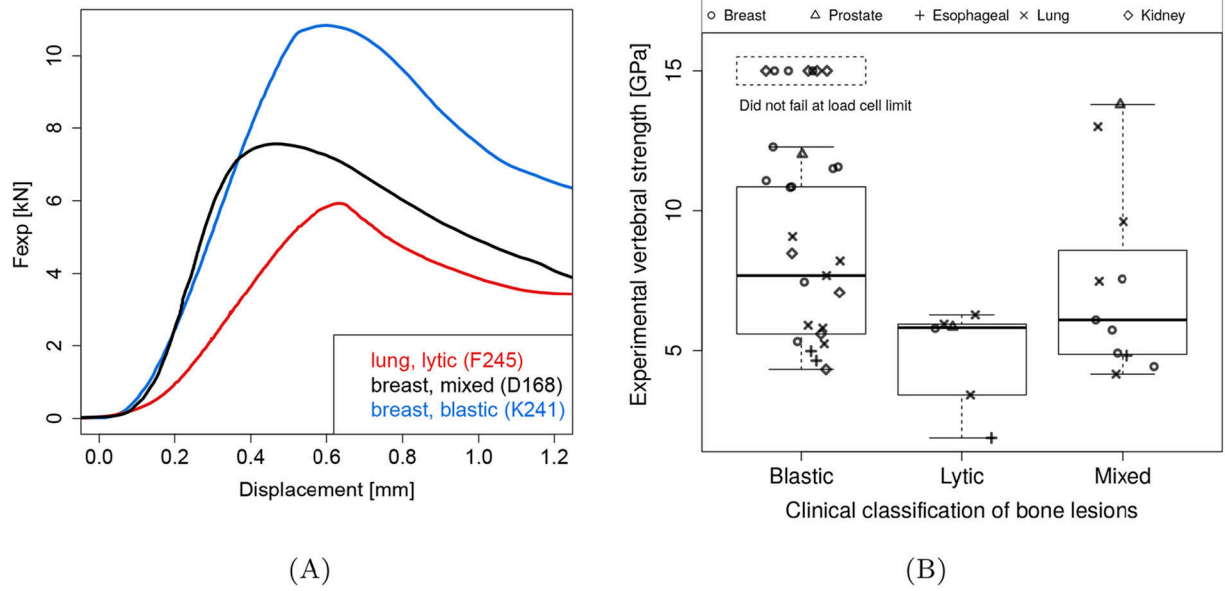 Fexp [kN]
10
8
6
4
2
0
lung, lytic (F245)
breast, mixed (D168)
breast, blastic (K241)
0.0 0.2 0.4 0.6 0.8 1.0 1.2
Displacement [mm]
(A)
Breast Prostate Esophageal Lung Kidney
Experimental vertebral strength [GPa]
15
10
5
Did not fail at load cell limit
Blastic Lytic Mixed
Clinical classification of bone lesions
(B)